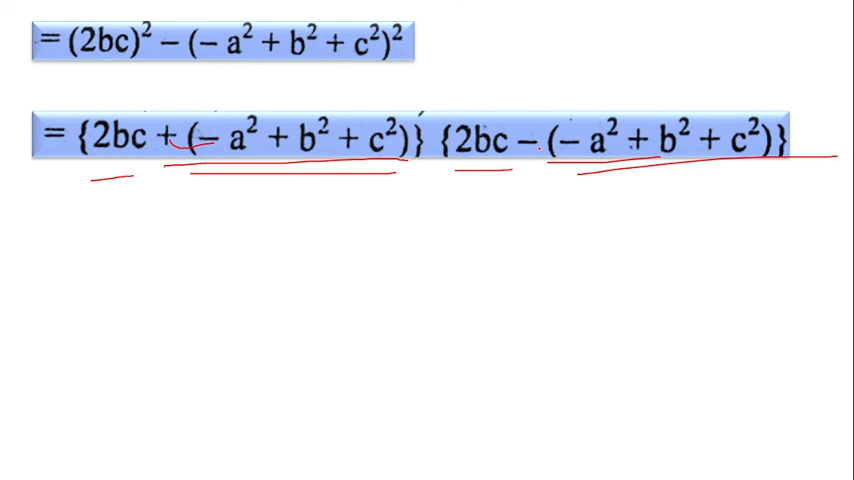 = (2bc)² − (− a² + b² + c²)²
= {2bc + (− a² + b² + c²)} {2bc − (− a² + b² + c²)}